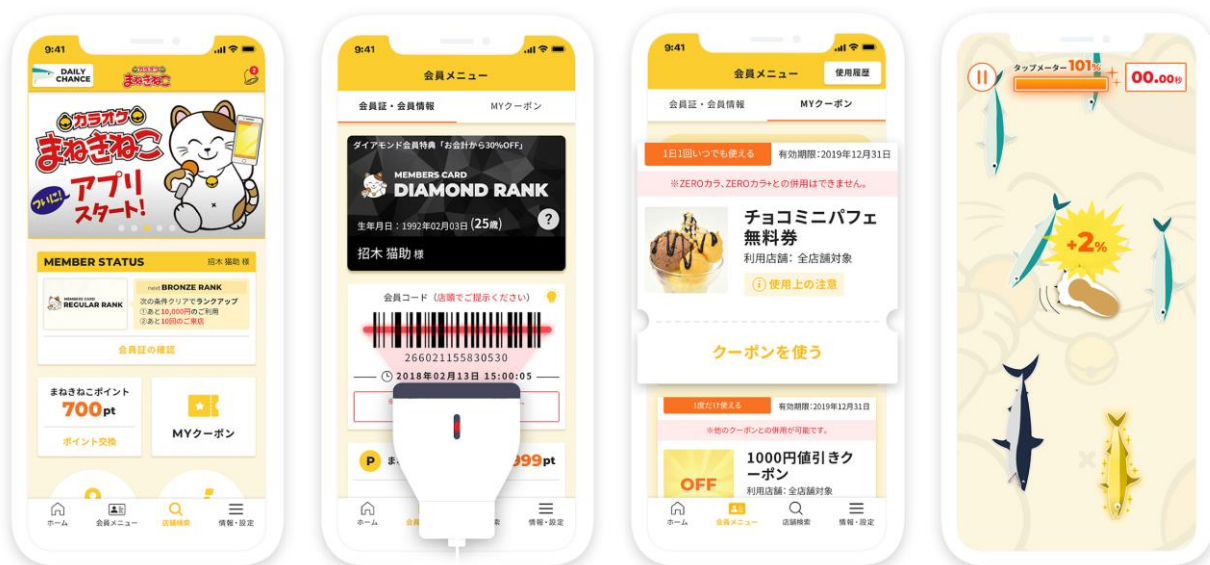 9:41
DAILY
CHANCE
カラオケ
まねきねこ
2
カラオケ
まねきねこ
ついに!
アプリ
スタート!
MEMBER STATUS
招木 猫助 様
MEMBERS CARD
REGULAR RANK
next BRONZE RANK
次の条件クリアでランクアップ
①あと10,000円のご利用
②あと10回のご来店
会員証の確認
まねきねこポイント
700pt
ポイント交換
MYクーポン
ホーム
会員メニュー
店舗検索
情報・設定
9:41
会員メニュー
会員証・会員情報
MYクーポン
ダイアモンド会員特典「お会計から30%OFF」
MEMBERS CARD
DIAMOND RANK
生年月日：1992年02月03日 (25歳)
?
招木 猫助 様
会員コード（店頭でご提示ください）
266021155830530
2018年02月13日 15:00:05
P
ま
999pt
ホーム
索
情報・設定
9:41
会員メニュー
使用履歴
会員証・会員情報
MYクーポン
1日1回いつでも使える
有効期限:2019年12月31日
※ZEROカラ、ZEROカラ+との併用はできません。
チョコミニパフェ
無料券
利用店舗: 全店舗対象
使用上の注意
クーポンを使う
1度だけ使える
有効期限:2019年12月31日
※他のクーポンとの併用が可能です。
1000円値引きク
ーポン
OFF
利用店舗: 全店舗対象
ホーム
会員メニュー
店舗検索
情報・設定
タップメーター 101%
00.00秒
+2%